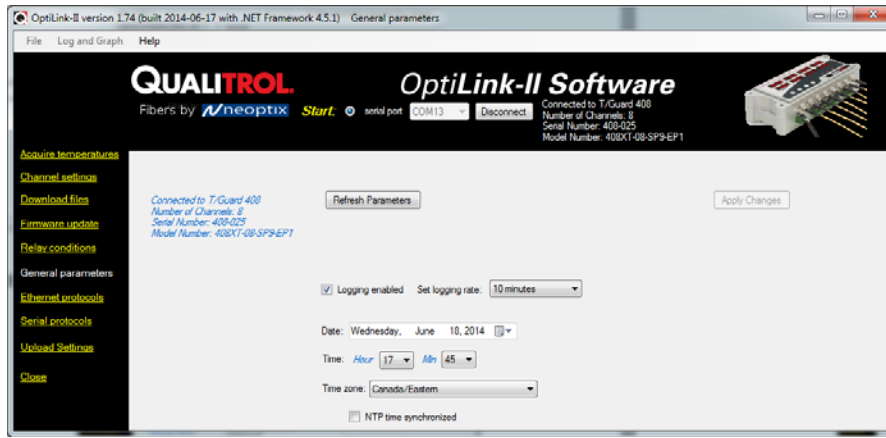 OptiLink-II version 1.74 (built 2014-06-17 with .NET Framework 4.5.1) General parameters
File Log and Graph Help
QUALITROL.
Fibers by neoptix
OptiLink-II Software
Start: serial port COM13 Disconnect
Connected to T/Guard 408
Number of Channels: 8
Serial Number: 408-025
Model Number: 408XT-08-SP9-EP1
Acquire temperatures
Channel settings
Download files
Firmware update
Relay conditions
General parameters
Ethernet protocols
Serial protocols
Upload Settings
Close
Connected to T/Guard 408
Number of Channels: 8
Serial Number: 408-025
Model Number: 408XT-08-SP9-EP1
Refresh Parameters
Apply Changes
Logging enabled Set logging rate: 10 minutes
Date: Wednesday, June 18, 2014
Time: Hour 17 Min 45
Time zone: Canada/Eastern
NTP time synchronized